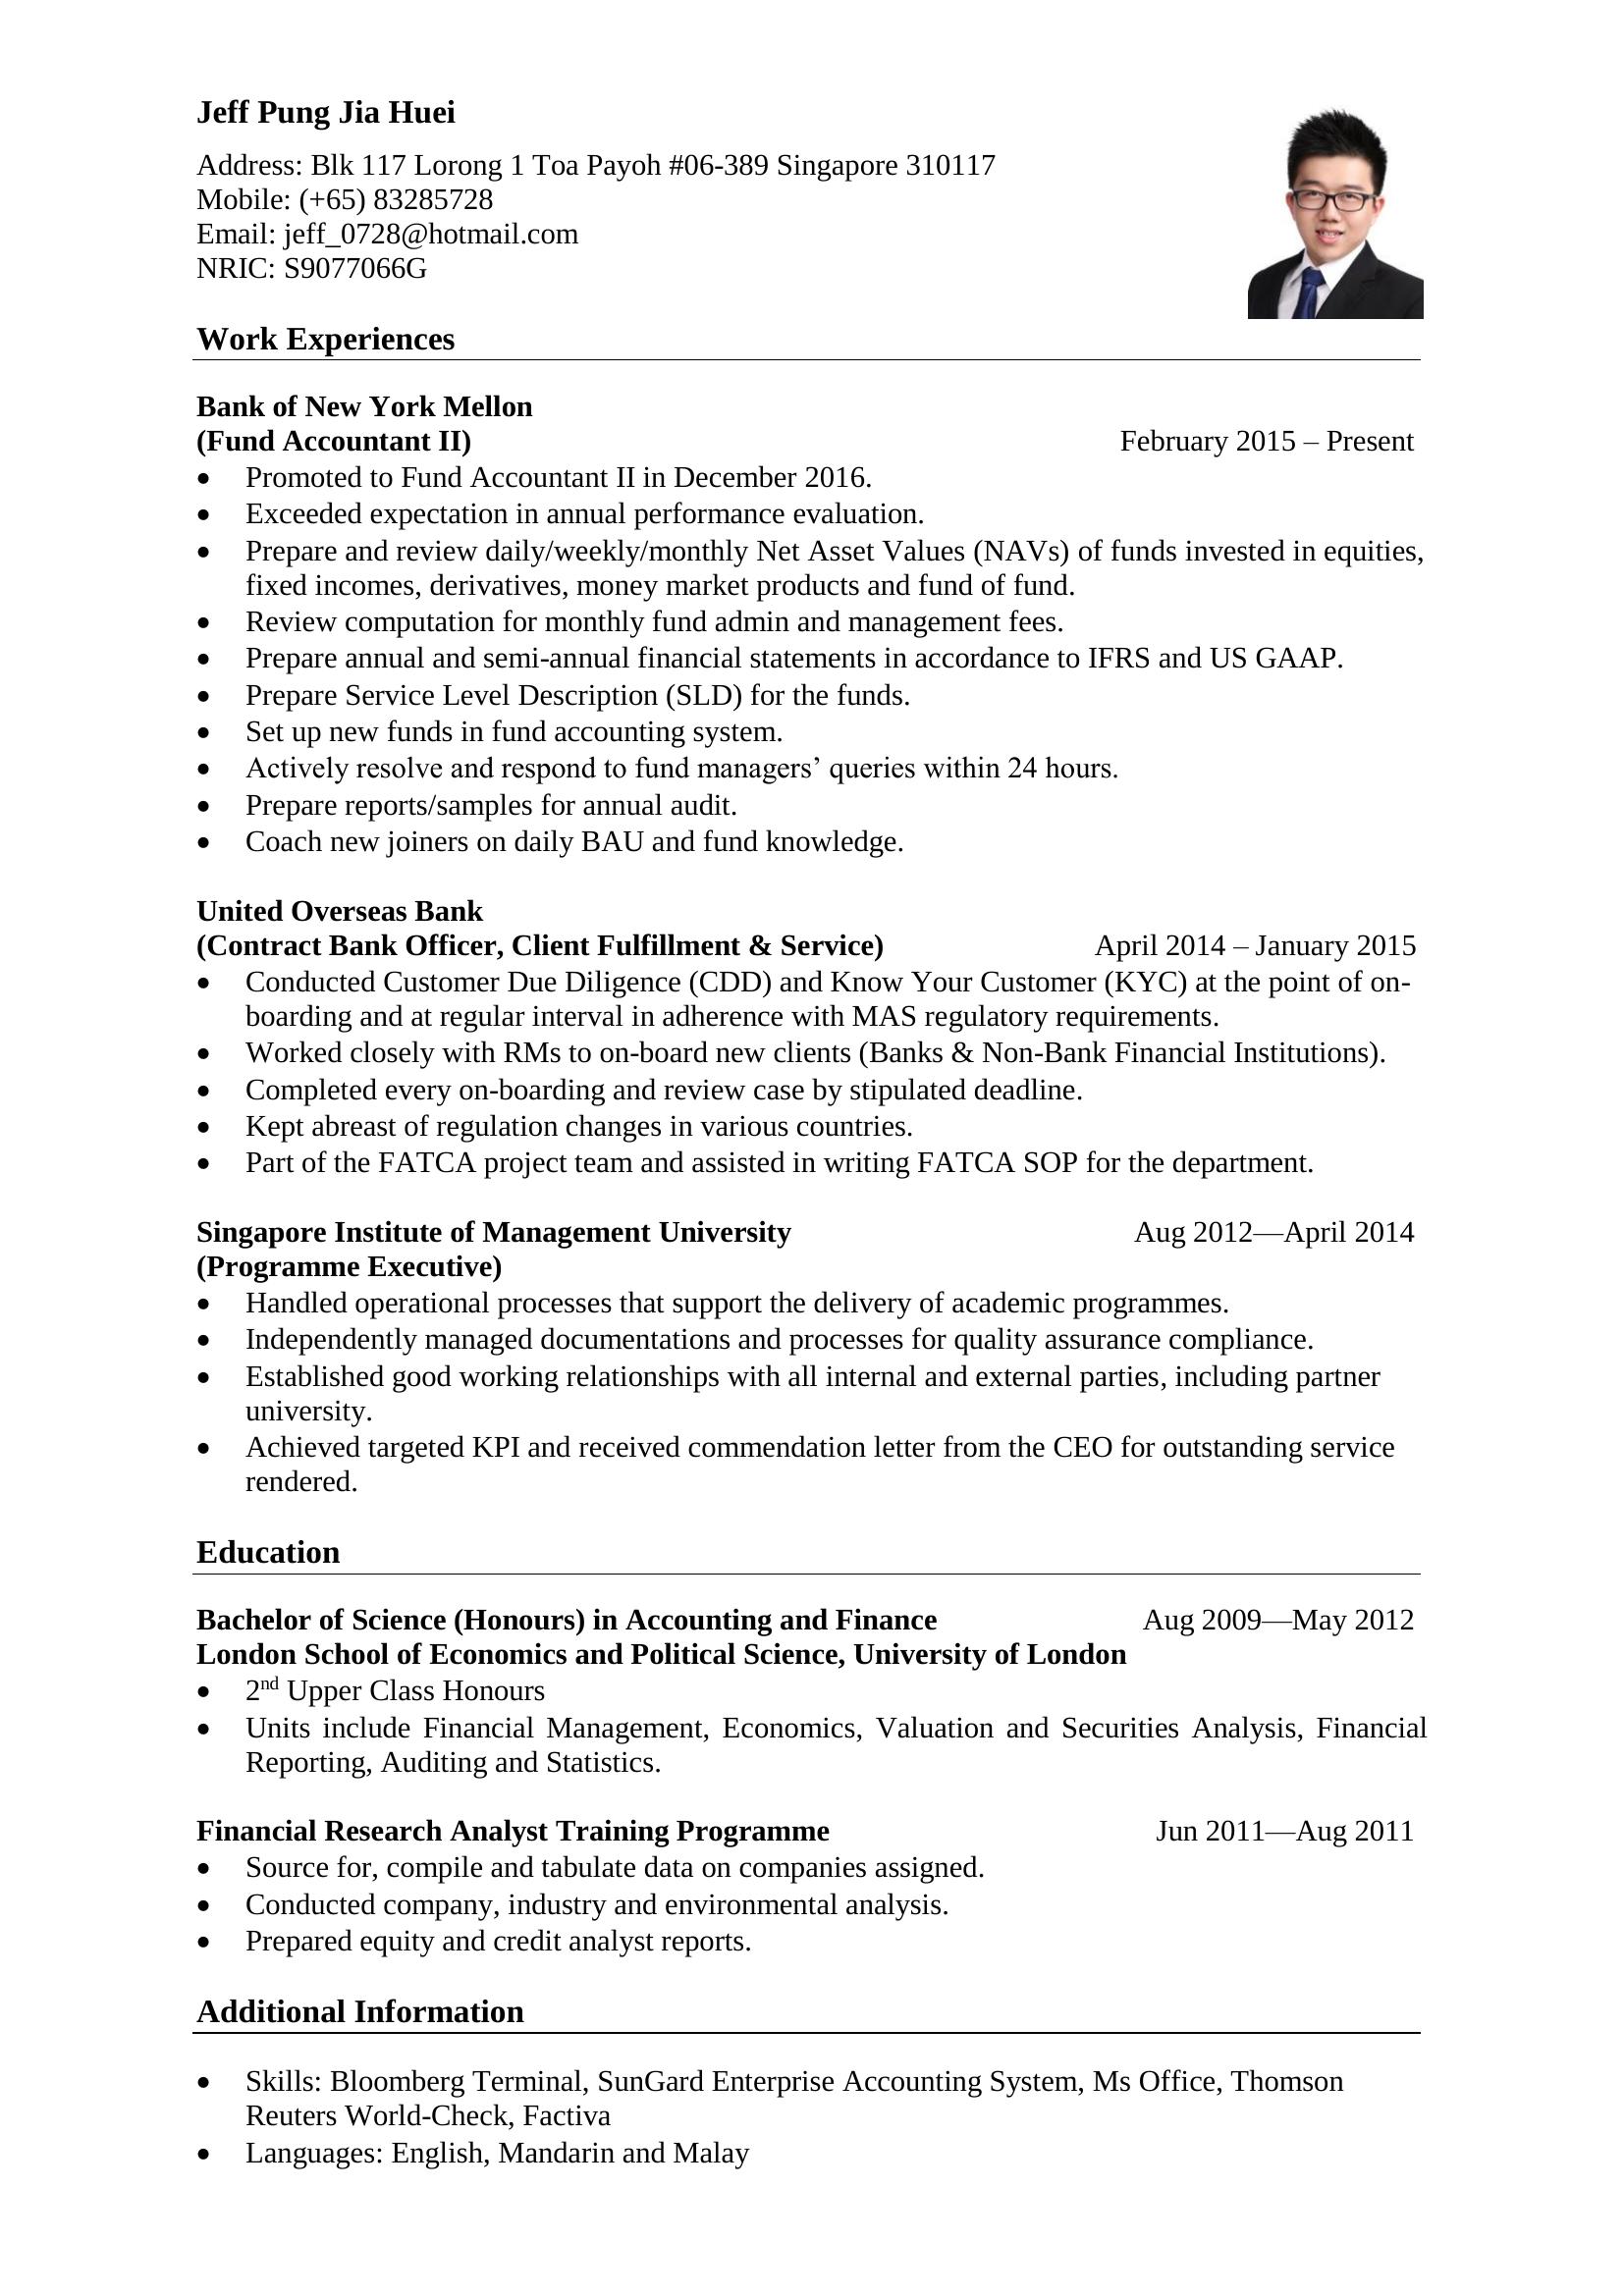 Jeff Pung Jia Huei
Address: Blk 117 Lorong 1 Toa Payoh #06-389 Singapore 310117
Mobile: (+65) 83285728
Email: jeff_0728@hotmail.com
NRIC: S9077066G
Work Experiences
Bank of New York Mellon
(Fund Accountant II) February 2015 – Present
• Promoted to Fund Accountant II in December 2016.
• Exceeded expectation in annual performance evaluation.
• Prepare and review daily/weekly/monthly Net Asset Values (NAVs) of funds invested in equities,
fixed incomes, derivatives, money market products and fund of fund.
• Review computation for monthly fund admin and management fees.
• Prepare annual and semi-annual financial statements in accordance to IFRS and US GAAP.
• Prepare Service Level Description (SLD) for the funds.
• Set up new funds in fund accounting system.
• Actively resolve and respond to fund managers’ queries within 24 hours.
• Prepare reports/samples for annual audit.
• Coach new joiners on daily BAU and fund knowledge.
United Overseas Bank
(Contract Bank Officer, Client Fulfillment & Service) April 2014 – January 2015
• Conducted Customer Due Diligence (CDD) and Know Your Customer (KYC) at the point of on-
boarding and at regular interval in adherence with MAS regulatory requirements.
• Worked closely with RMs to on-board new clients (Banks & Non-Bank Financial Institutions).
• Completed every on-boarding and review case by stipulated deadline.
• Kept abreast of regulation changes in various countries.
• Part of the FATCA project team and assisted in writing FATCA SOP for the department.
Singapore Institute of Management University Aug 2012—April 2014
(Programme Executive)
• Handled operational processes that support the delivery of academic programmes.
• Independently managed documentations and processes for quality assurance compliance.
• Established good working relationships with all internal and external parties, including partner
university.
• Achieved targeted KPI and received commendation letter from the CEO for outstanding service
rendered.
Education
Bachelor of Science (Honours) in Accounting and Finance Aug 2009—May 2012
London School of Economics and Political Science, University of London
• 2nd Upper Class Honours
• Units include Financial Management, Economics, Valuation and Securities Analysis, Financial
Reporting, Auditing and Statistics.
Financial Research Analyst Training Programme Jun 2011—Aug 2011
• Source for, compile and tabulate data on companies assigned.
• Conducted company, industry and environmental analysis.
• Prepared equity and credit analyst reports.
Additional Information
• Skills: Bloomberg Terminal, SunGard Enterprise Accounting System, Ms Office, Thomson
Reuters World-Check, Factiva
• Languages: English, Mandarin and Malay